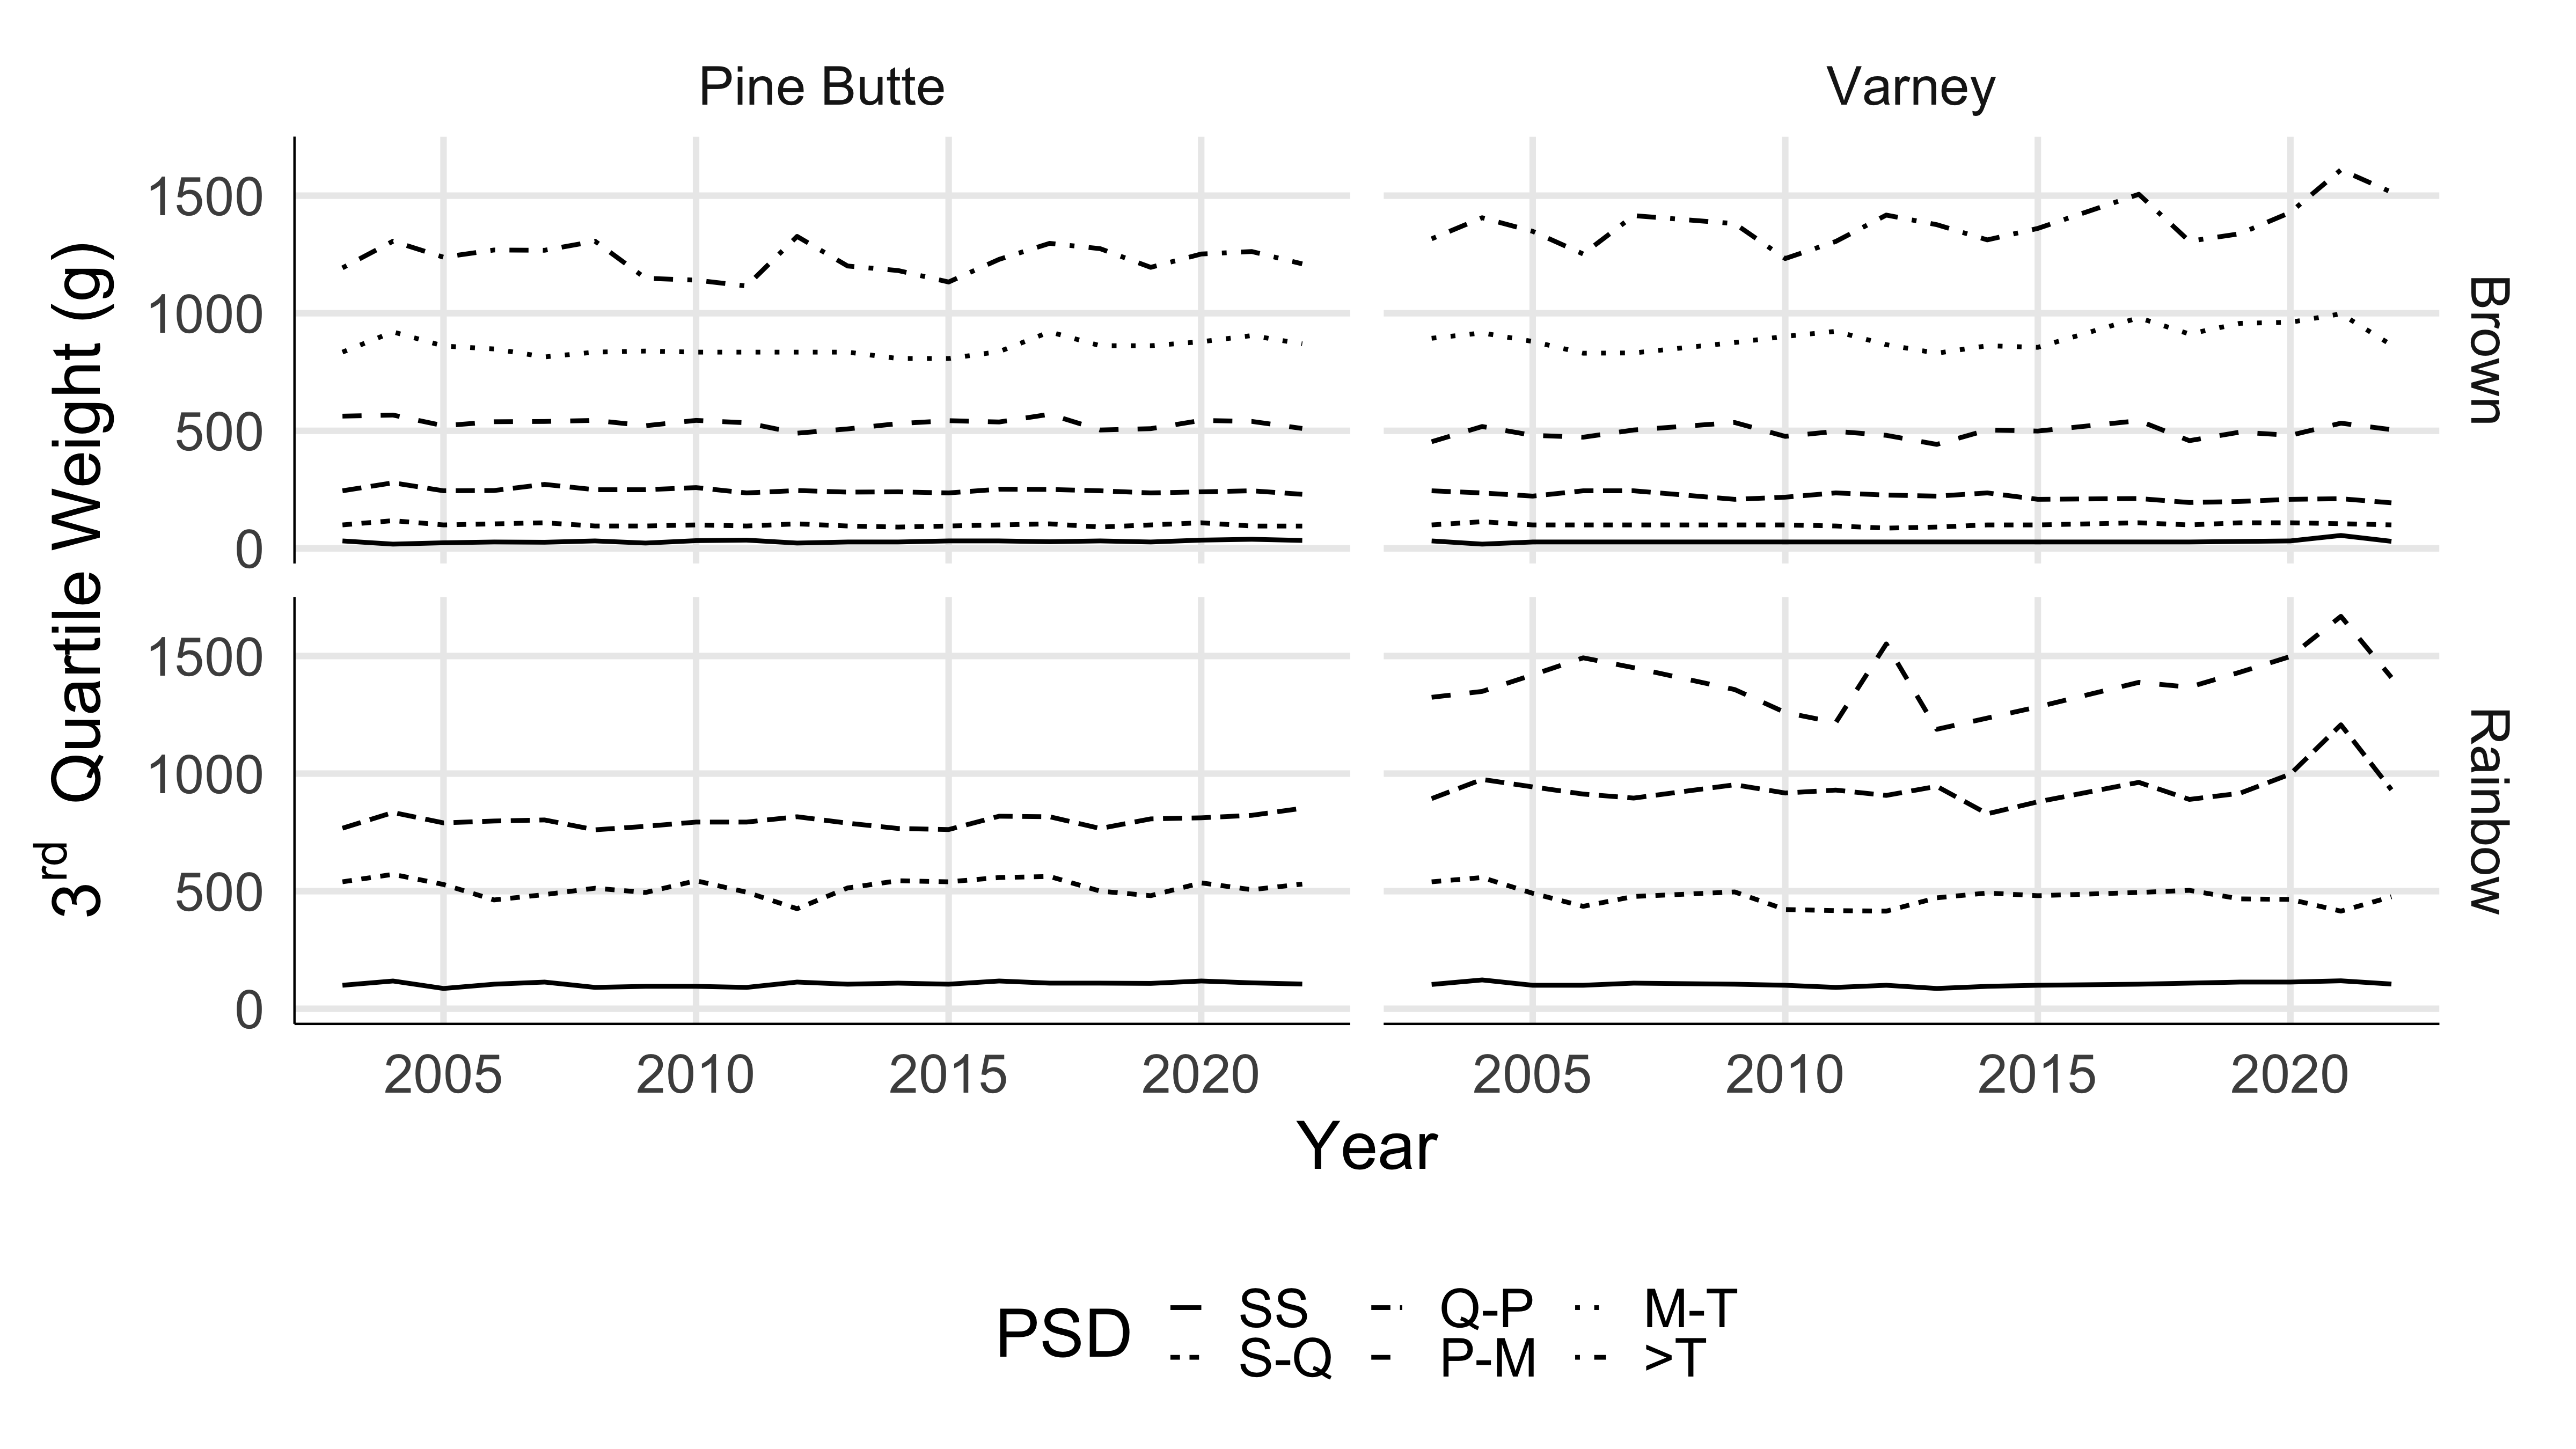 Pine Butte
Varney
3rd Quartile Weight (g)
1500
1000
500
0
Brown
1500
1000
500
0
Rainbow
2005 2010 2015 2020
2005 2010 2015 2020
Year
PSD
SS Q-P M-T
S-Q P-M >T